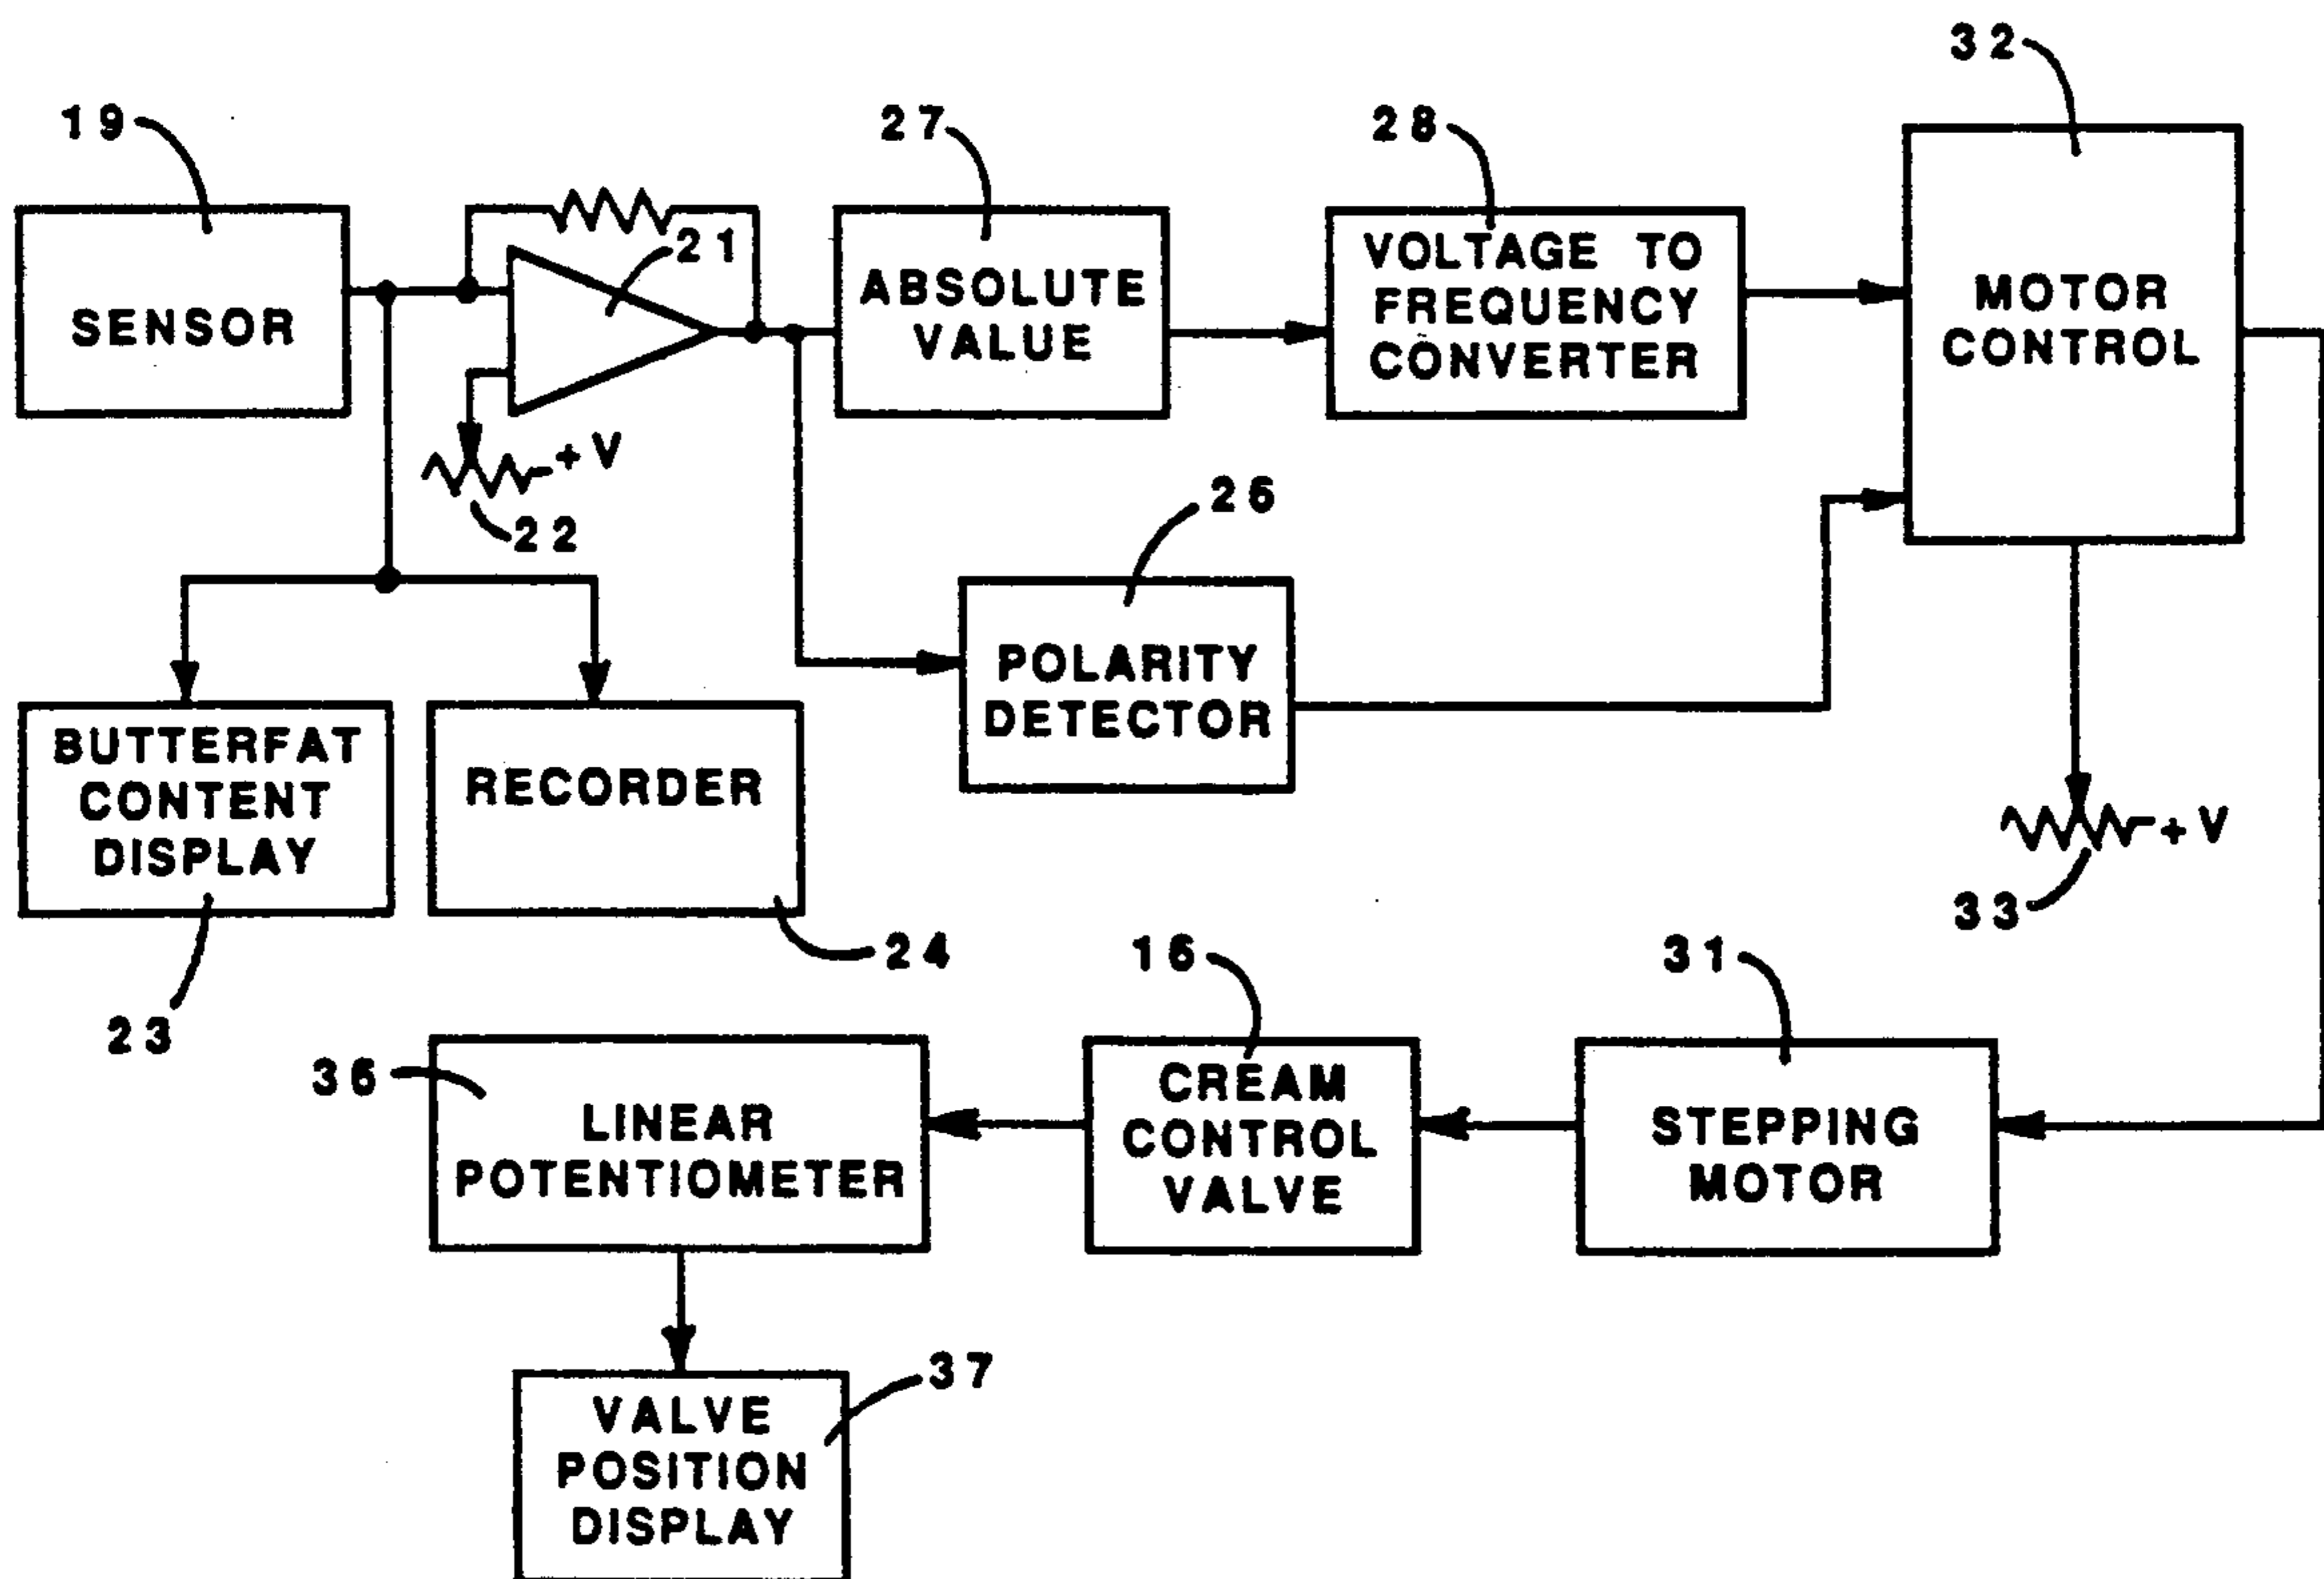 32
19
27
28
21
SENSOR
ABSOLUTE
VALUE
VOLTAGE TO
FREQUENCY
CONVERTER
MOTOR
CONTROL
+ V
22
26
POLARITY
DETECTOR
BUTTERFAT
CONTENT
DISPLAY
RECORDER
+ V
33
24
23
16
31
36
LINEAR
POTENTIOMETER
CREAM
CONTROL
VALVE
STEPPING
MOTOR
37
VALVE
POSITION
DISPLAY